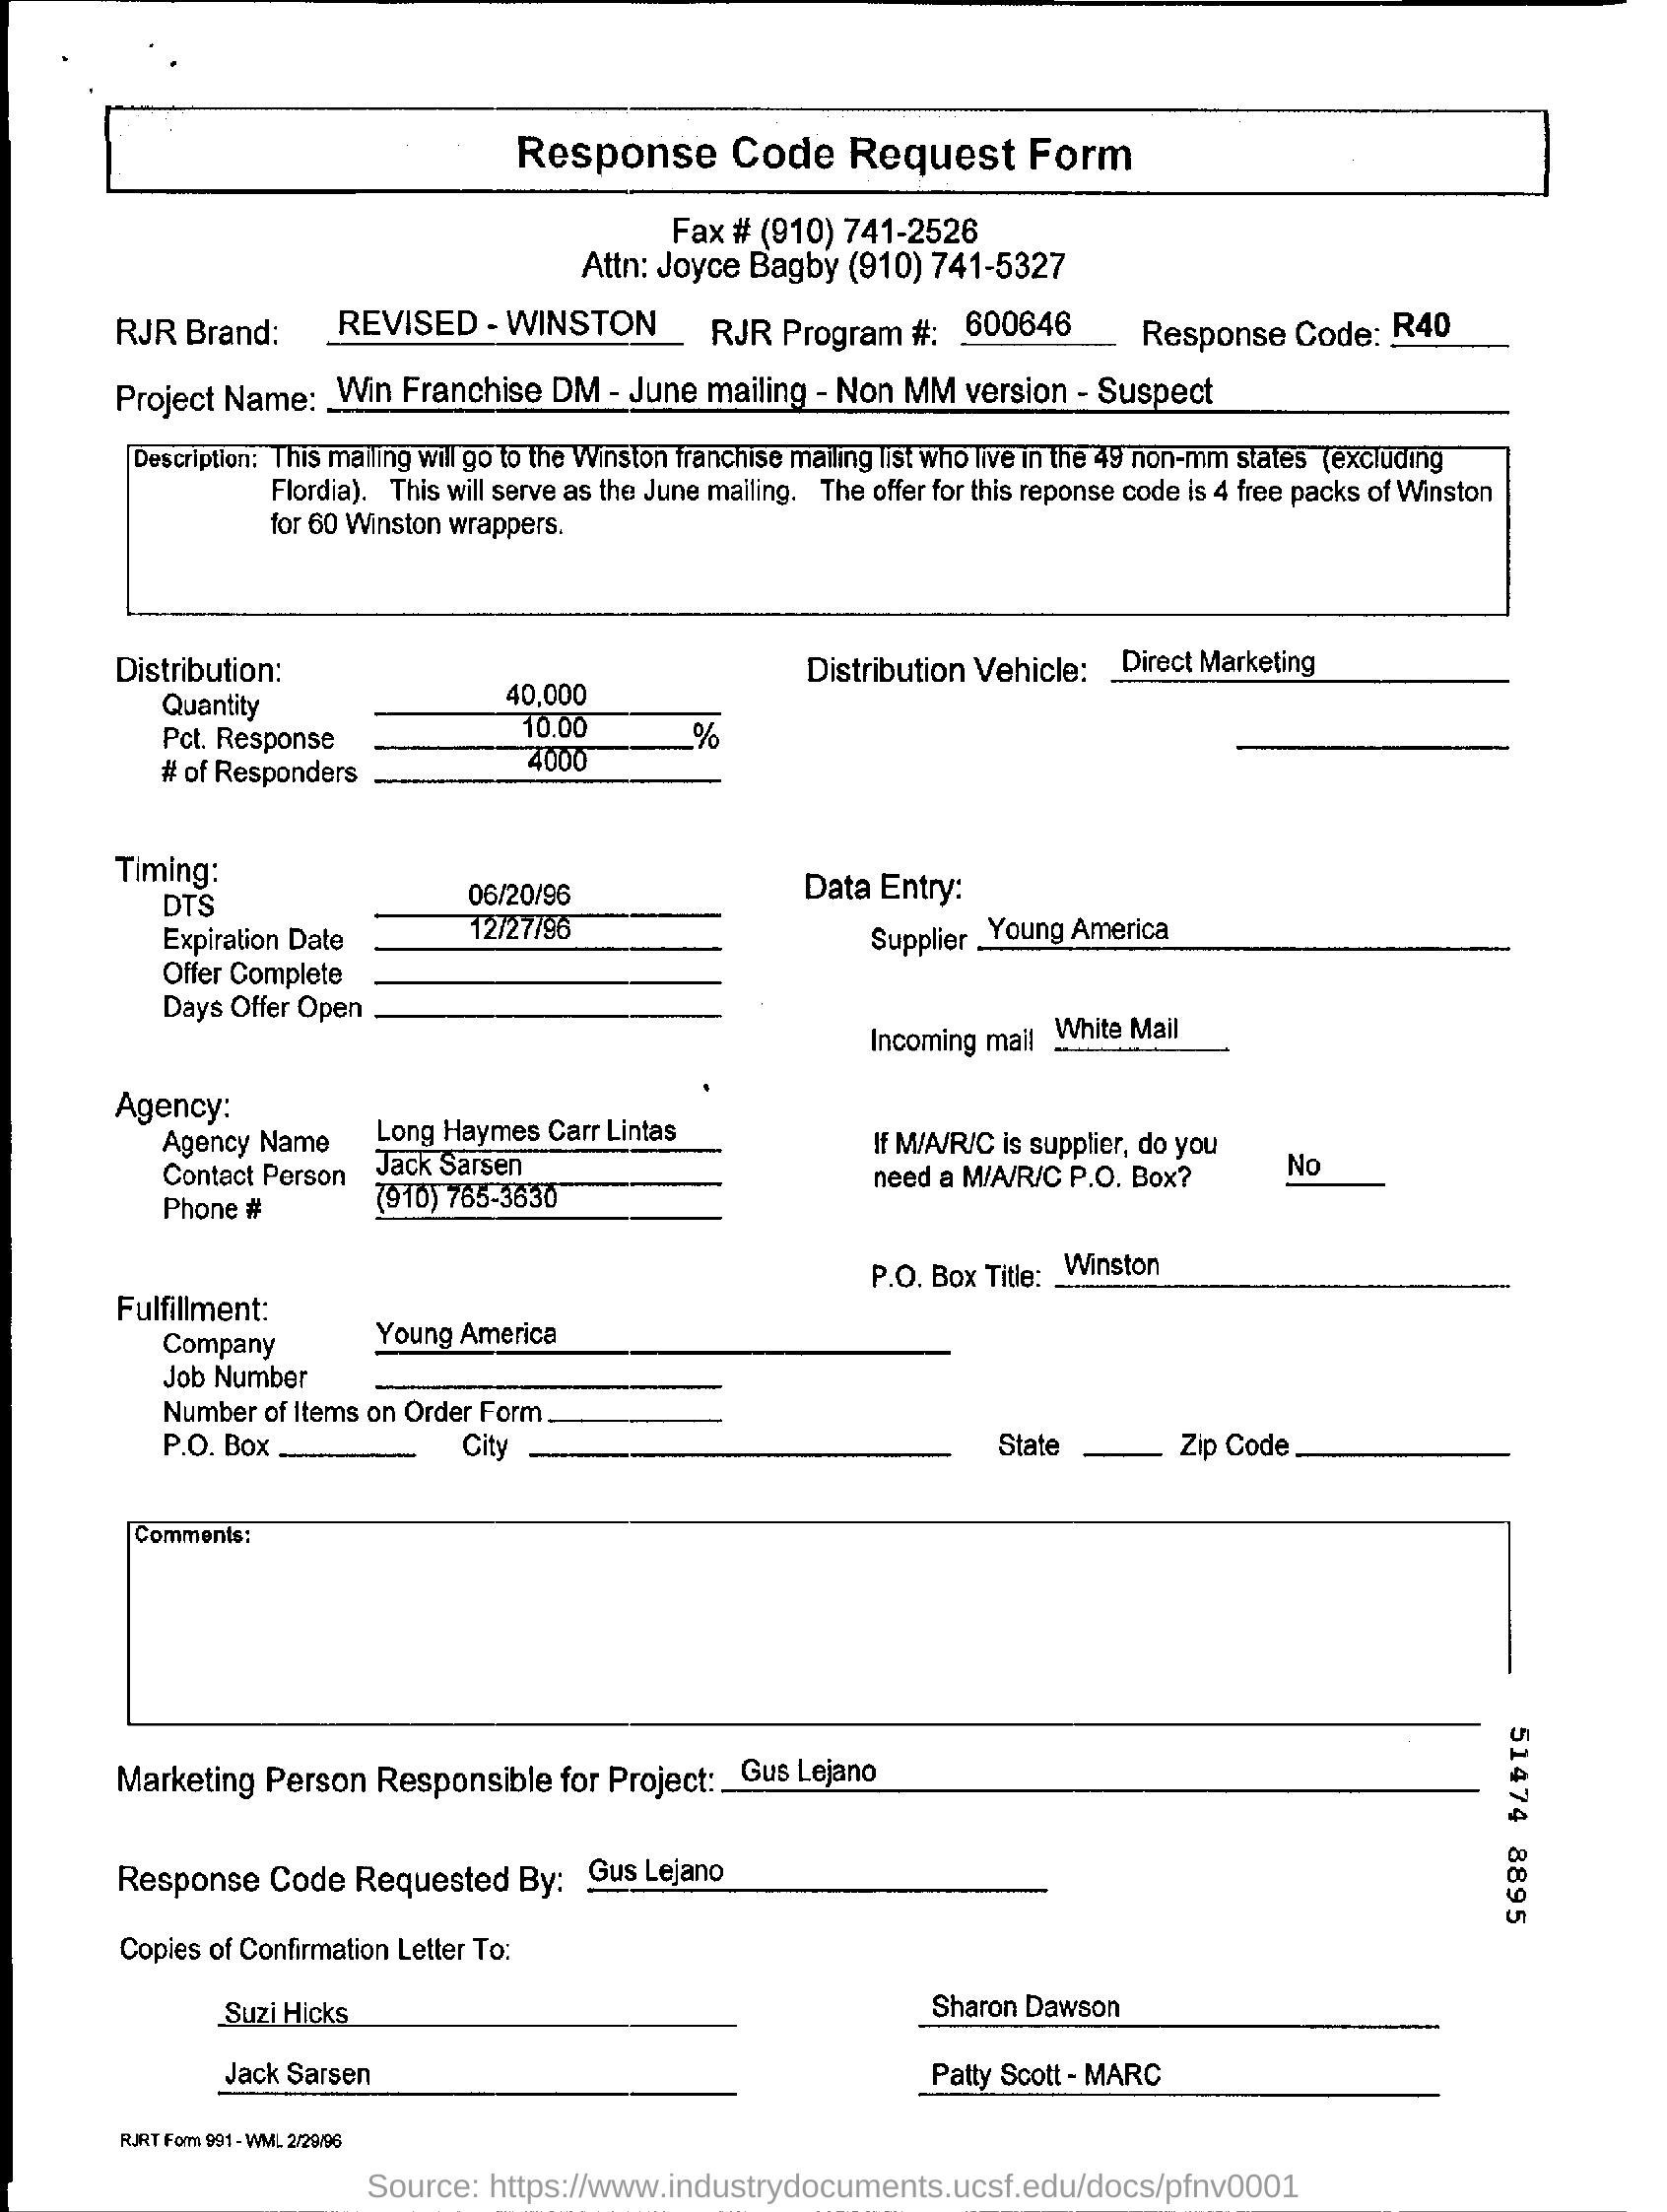 Response Code Request Form
Fax # (910) 741-2526
Attn: Joyce Bagby (910) 741-5327
RJR Brand: REVISED - WINSTON RJR Program #: 600646 Response Code: R40
Project Name: Win Franchise DM - June mailing - Non MM version - Suspect
Description: This mailing will go to the Winston franchise mailing list who live in the 49 non-mm states (excluding
Flordia). This will serve as the June mailing. The offer for this reponse code is 4 free packs of Winston
for 60 Winston wrappers.
Distribution: Distribution Vehicle: Direct Marketing
Quantity 40,000
Pct. Response 10.00 %
# of Responders 4000
Timing:
DTS 06/20/96
Expiration Date 12/27/96
Offer Complete
Days Offer Open
Data Entry:
Supplier Young America
Incoming mail White Mail
Agency:
Agency Name Long Haymes Carr Lintas
Contact Person Jack Sarsen
Phone # (910) 765-3630
If M/A/R/C is supplier, do you
need a M/A/R/C P.O. Box? No
P.O. Box Title: Winston
Fulfillment:
Company Young America
Job Number
Number of Items on Order Form
P.O. Box City State Zip Code
Comments:
Marketing Person Responsible for Project: Gus Lejano
Response Code Requested By: Gus Lejano
Copies of Confirmation Letter To:
Suzi Hicks Sharon Dawson
Jack Sarsen Patty Scott - MARC
RJRT Form 991 - WML 2/29/96
51474 8895
Source: https://www.industrydocuments.ucsf.edu/docs/pfnv0001